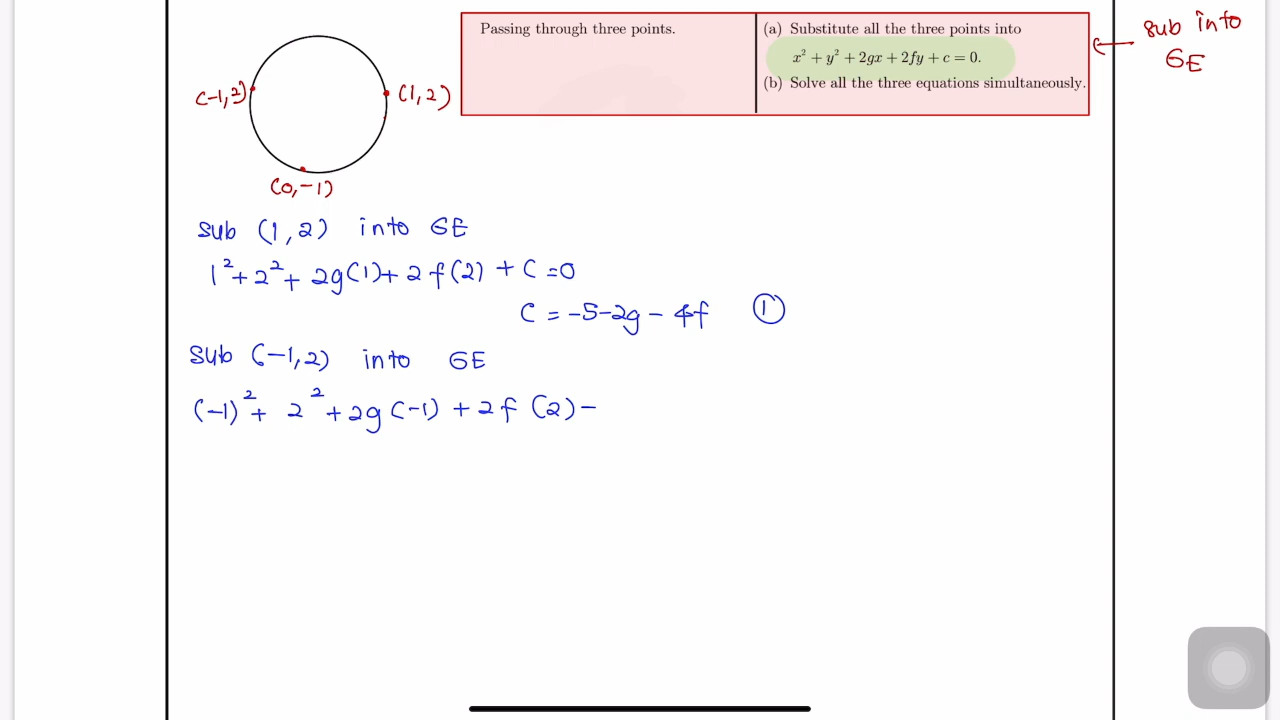 Passing through three points.
(a) Substitute all the three points into
x² + y² + 2gx + 2fy + c = 0.
(b) Solve all the three equations simultaneously.
sub into
GE
(-1,2)
(1,2)
(0,-1)
sub (1,2) into GE
1² + 2² + 2g(1) + 2f(2) + C = 0
C = -5-2g - 4f ①
sub (-1,2) into GE
(-1)² + 2² + 2g(-1) + 2f (2) -